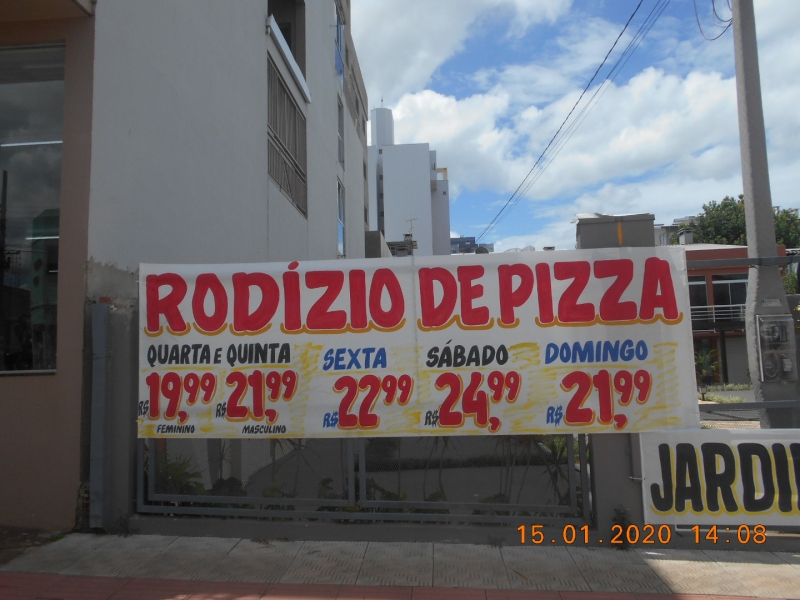 RODÍZIO DE PIZZA
QUARTA E QUINTA SEXTA SÁBADO DOMINGO
R$ 19,99 R$ 21,99 R$ 22,99 R$ 24,99 R$ 21,99
FEMININO MASCULINO
JARDI
15.01.2020 14:08